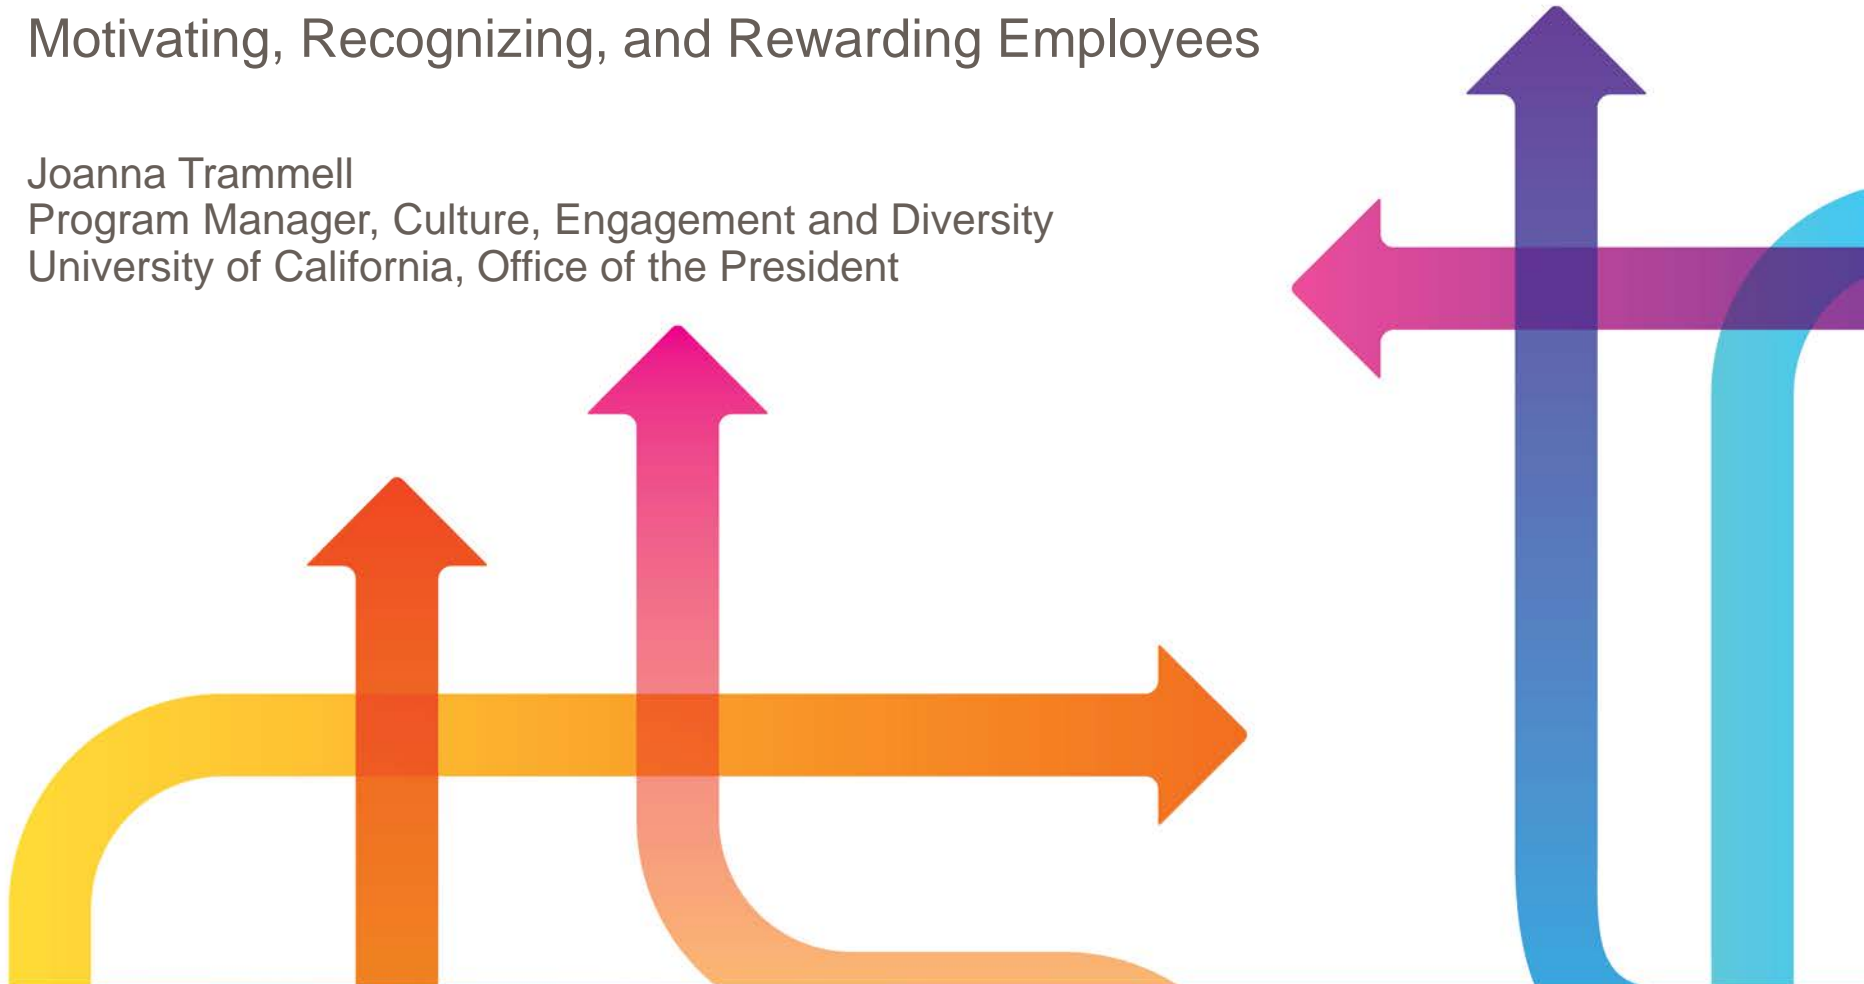 Motivating, Recognizing, and Rewarding Employees
Joanna Trammell
Program Manager, Culture, Engagement and Diversity
University of California, Office of the President